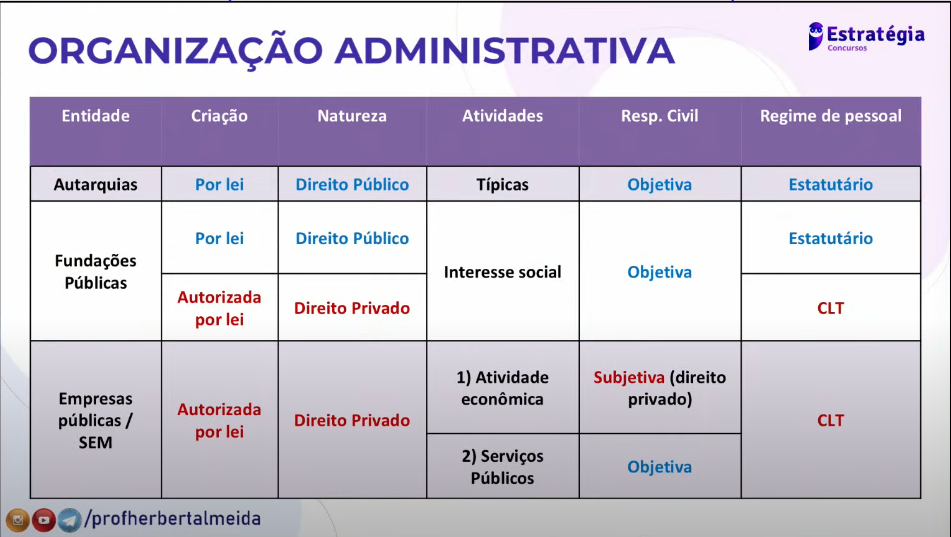 ORGANIZAÇÃO ADMINISTRATIVA
Estratégia
Concursos
Entidade Criação Natureza Atividades Resp. Civil Regime de pessoal
Autarquias Por lei Direito Público Típicas Objetiva Estatutário
Fundações
Públicas
Por lei Direito Público
Autorizada
por lei
Direito Privado
Interesse social
Objetiva
Estatutário
CLT
Empresas
públicas /
SEM
Autorizada
por lei
Direito Privado
1) Atividade
econômica
Subjetiva (direito
privado)
2) Serviços
Públicos
Objetiva
CLT
/profherbertalmeida